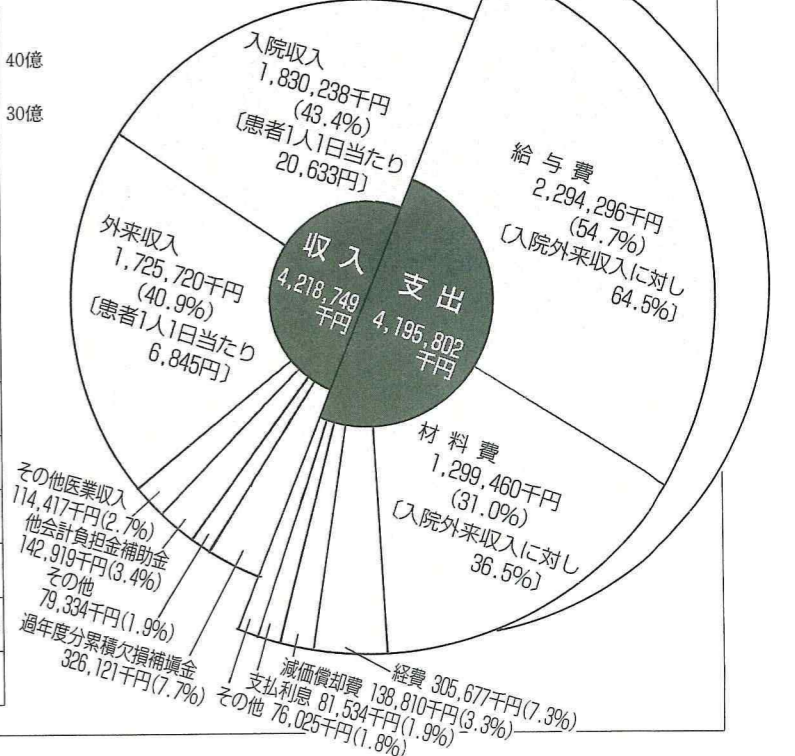 40億
30億
入院収入
1,830,238千円
(43.4%)
〔患者1人1日当たり
20,633円〕
外来収入
1,725,720千円
(40.9%)
〔患者1人1日当たり
6,845円〕
収入
4,218,749
千円
支出
4,195,802
千円
給与費
2,294,296千円
(54.7%)
〔入院外来収入に対し
64.5%〕
材料費
1,299,460千円
(31.0%)
〔入院外来収入に対し
36.5%〕
その他医業収入
114,417千円(2.7%)
他会計負担金補助金
142,919千円(3.4%)
その他
79,334千円(1.9%)
過年度分累積欠損補塡金
326,121千円(7.7%)
経費 305,677千円(7.3%)
減価償却費 138,810千円(3.3%)
支払利息 81,534千円(1.9%)
その他 76,025千円(1.8%)